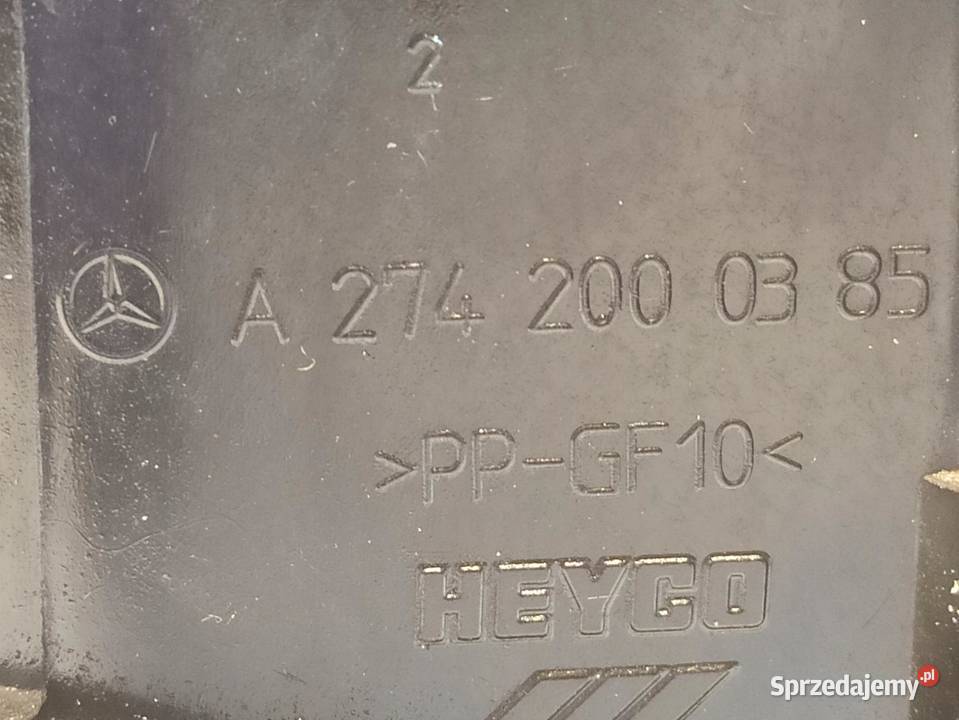 2
A 274 200 03 85
>PP-GF10<
HEYCO
Sprzedajemy.pl